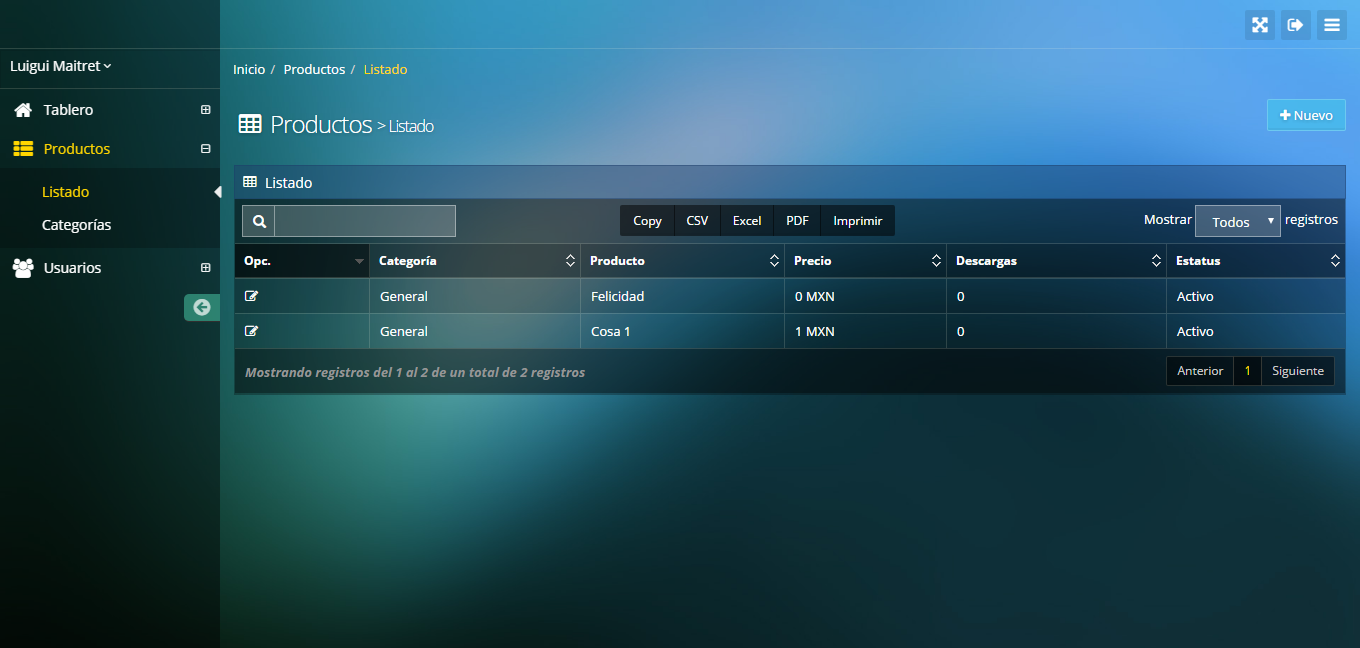 Luigui Maitret
Inicio / Productos / Listado
Tablero
Productos
Listado
Categorías
Usuarios
Productos > Listado
Nuevo
Listado
Copy CSV Excel PDF Imprimir
Mostrar Todos registros
Opc. Categoría Producto Precio Descargas Estatus
General Felicidad 0 MXN 0 Activo
General Cosa 1 1 MXN 0 Activo
Mostrando registros del 1 al 2 de un total de 2 registros
Anterior 1 Siguiente